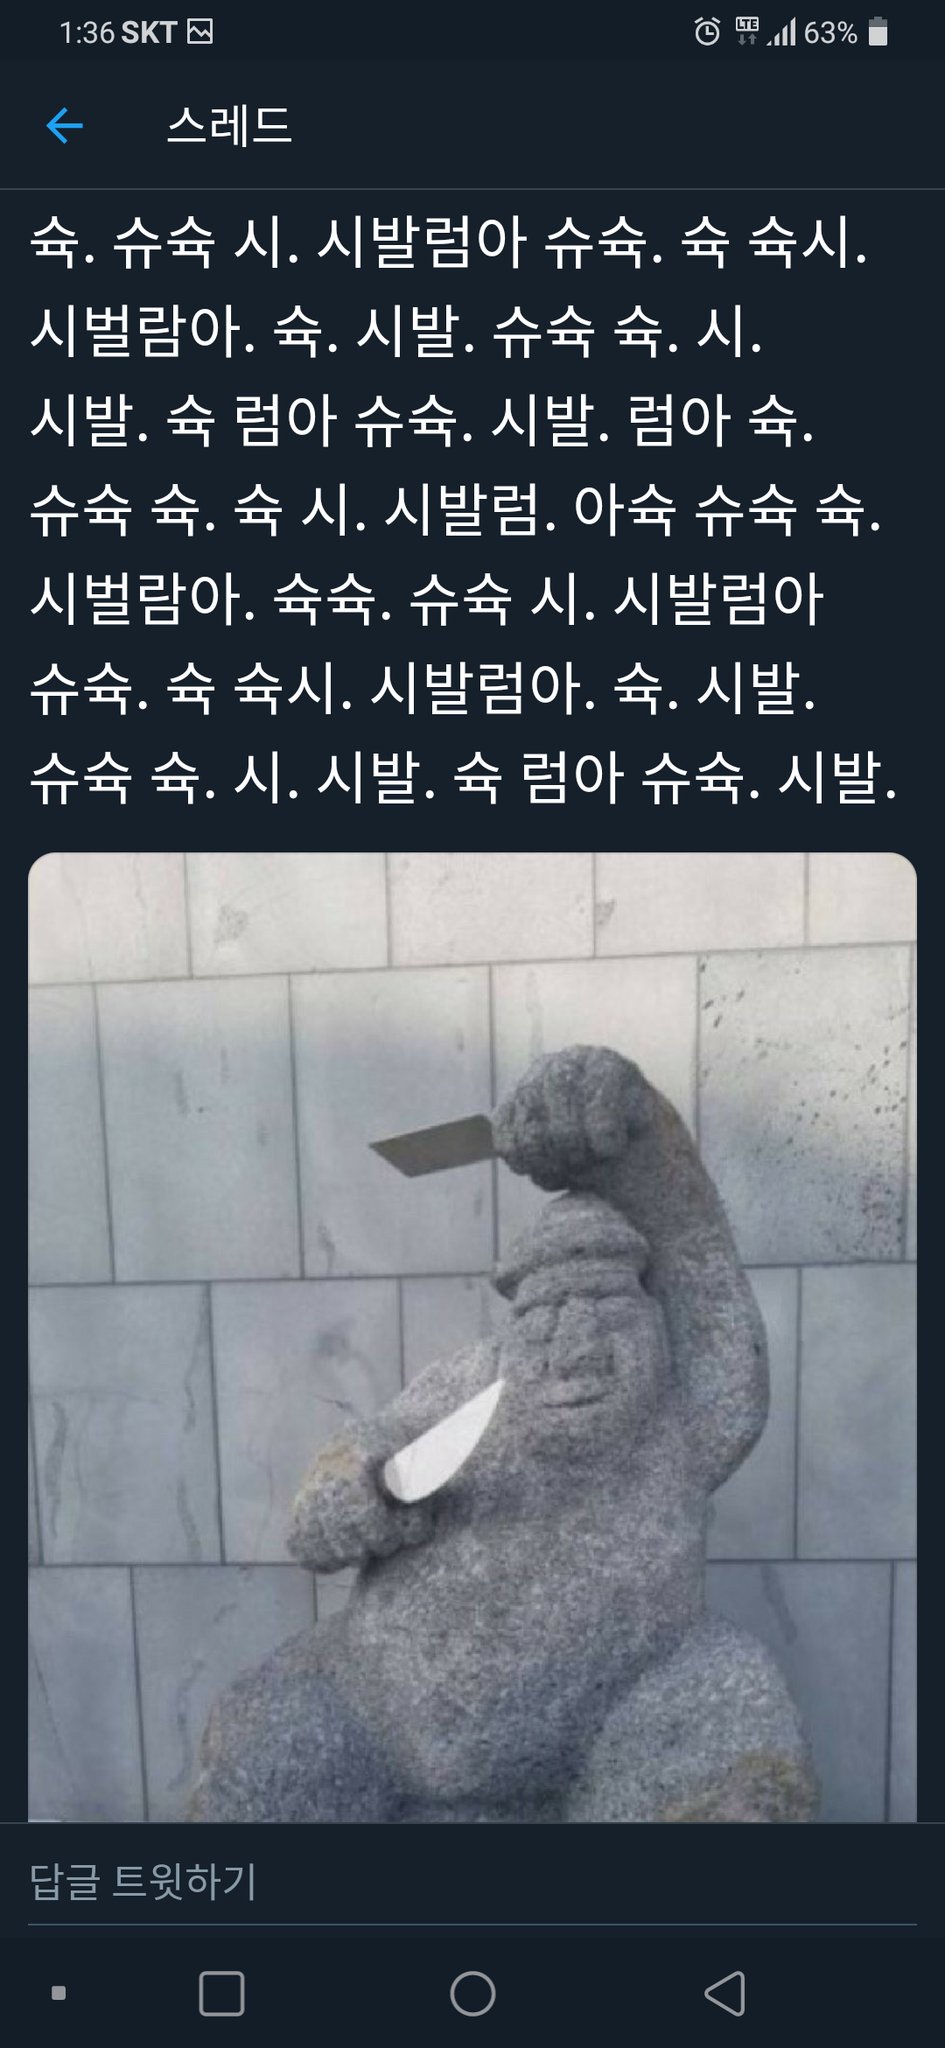 1:36 SKT LTE 63%
스레드
슉. 슈슉 시. 시발럼아 슈슉. 슉 슉시.
시벌람아. 슉. 시발. 슈슉 슉. 시.
시발. 슉 럼아 슈슉. 시발. 럼아 슉.
슈슉 슉. 슉 시. 시발럼. 아슉 슈슉 슉.
시벌람아. 슉슉. 슈슉 시. 시발럼아
슈슉. 슉 슉시. 시발럼아. 슉. 시발.
슈슉 슉. 시. 시발. 슉 럼아 슈슉. 시발.
답글 트윗하기